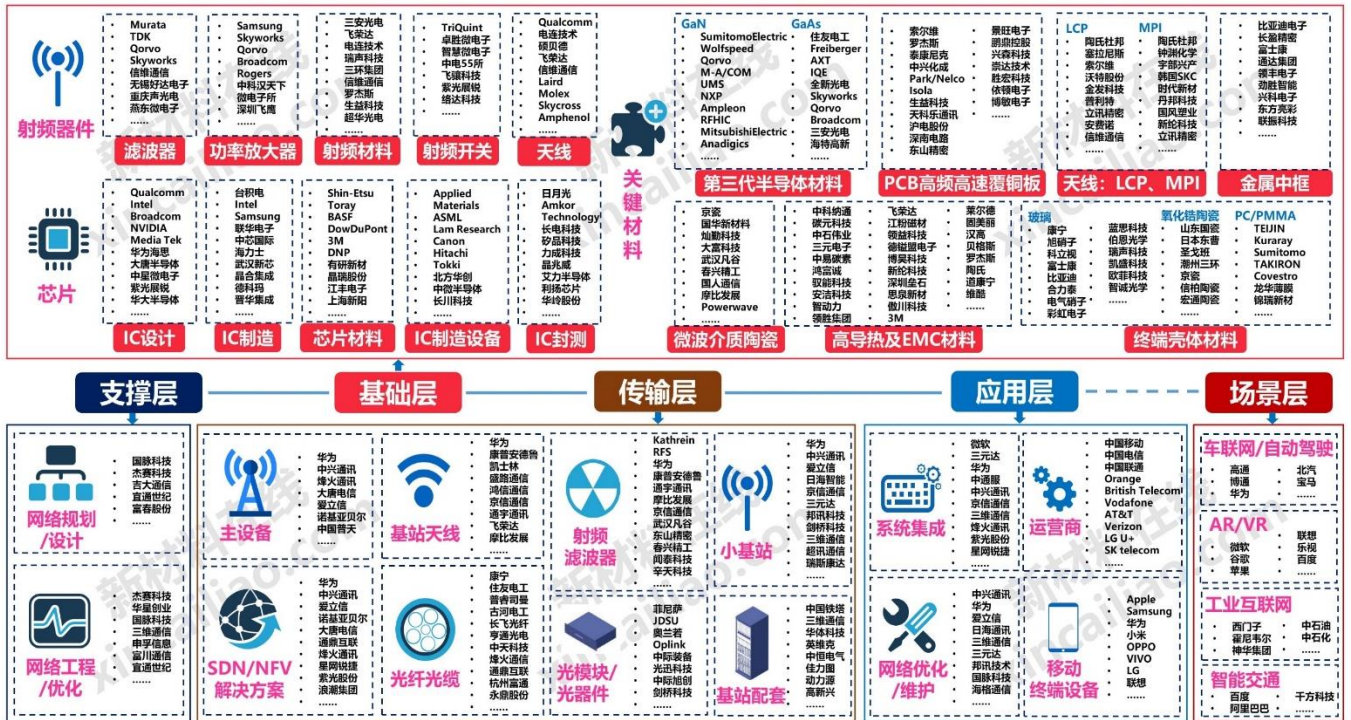 射频器件
Murata
TDK
Qorvo
Skyworks
信维通信
无锡好达电子
重庆声光电
燕东微电子
......
滤波器
Samsung
Skyworks
Qorvo
Broadcom
Rogers
中科汉天下
微电子所
深圳飞鹰
......
功率放大器
三安光电
飞荣达
电连技术
瑞声科技
三环集团
信维通信
罗杰斯
生益科技
超华光电
......
射频材料
TriQuint
卓胜微电子
智慧微电子
中电55所
飞骧科技
紫光展锐
络达科技
......
射频开关
Qualcomm
电连技术
硕贝德
飞荣达
信维通信
Laird
Molex
Skycross
Amphenol
......
天线
芯片
Qualcomm
Intel
Broadcom
NVIDIA
Media Tek
华为海思
大唐半导体
中星微电子
紫光展锐
华大半导体
......
IC设计
台积电
Intel
Samsung
联华电子
中芯国际
海力士
武汉新芯
晶合集成
德科玛
晋华集成
......
IC制造
Shin-Etsu
Toray
BASF
DowDuPont
3M
DNP
有研新材
晶瑞股份
江丰电子
上海新阳
......
芯片材料
Applied
Materials
ASML
Lam Research
Canon
Hitachi
Tokki
北方华创
中微半导体
长川科技
......
IC制造设备
日月光
Amkor
Technology
长电科技
矽品科技
力成科技
晶兆威
艾力半导体
利扬芯片
华岭股份
......
IC封测
关键材料
GaN
SumitomoElectric
Wolfspeed
Qorvo
M-A/COM
UMS
NXP
Ampleon
RFHIC
MitsubishiElectric
Anadigics
......
GaAs
住友电工
Freiberger
AXT
IQE
全新光电
Skyworks
Qorvo
Broadcom
三安光电
海特高新
......
第三代半导体材料
索尔维
罗杰斯
泰康尼克
中兴化成
Park/Nelco
Isola
生益科技
天科乐通讯
沪电股份
深南电路
东山精密
景旺电子
鹏鼎控股
兴森科技
崇达技术
胜宏科技
依顿电子
博敏电子
......
PCB高频高速覆铜板
LCP
陶氏杜邦
塞拉尼斯
索尔维
沃特股份
金发科技
普利特
立讯精密
安费诺
信维通信
......
MPI
陶氏杜邦
钟渊化学
宇部兴产
韩国SKC
时代新材
丹邦科技
国风塑业
新纶科技
立讯精密
......
天线：LCP、MPI
比亚迪电子
长盈精密
富士康
通达集团
领丰电子
劲胜智能
兴科电子
东方亮彩
联振科技
......
金属中框
京瓷
国华新材料
灿勤科技
大富科技
武汉凡谷
春兴精工
国人通信
摩比发展
Powerwave
......
微波介质陶瓷
中科纳通
碳元科技
中石伟业
三元电子
中易碳素
鸿富诚
驭能科技
安洁科技
智动力
领胜集团
飞荣达
江粉磁材
领益科技
德镒盟电子
博昊科技
新纶科技
深圳垒石
思泉新材
傲川科技
3M
莱尔德
固美丽
汉高
贝格斯
罗杰斯
陶氏
道康宁
维酷
......
高导热及EMC材料
玻璃
康宁
旭硝子
科立视
富士康
比亚迪
合力泰
电气硝子
彩虹电子
蓝思科技
伯恩光学
瑞声科技
凯盛科技
欧菲科技
智诚光学
......
氧化锆陶瓷
山东国瓷
日本东曹
圣戈班
潮州三环
京瓷
信柏陶瓷
宏通陶瓷
......
PC/PMMA
TEIJIN
Kuraray
Sumitomo
TAKIRON
Covestro
龙华薄膜
锦瑞新材
......
终端壳体材料
支撑层
基础层
传输层
应用层
场景层
网络规划
/设计
国脉科技
杰赛科技
吉大通信
宜通世纪
富春股份
......
网络工程
/优化
杰赛科技
华星创业
国脉科技
三维通信
申孚信息
富川通信
宜通世纪
......
主设备
华为
中兴通讯
烽火通讯
大唐电信
爱立信
诺基亚贝尔
中国普天
......
基站天线
华为
康普安德鲁
凯士林
盛路通信
鸿信通信
京信通信
通宇通讯
飞荣达
摩比发展
......
射频
滤波器
Kathrein
RFS
华为
康普安德鲁
通宇通讯
摩比发展
京信通信
武汉凡谷
东山精密
春兴精工
闻泰科技
辛天科技
......
小基站
华为
中兴通讯
爱立信
日海智能
京信通信
三元达
邦讯科技
剑桥科技
三维通信
超讯通信
瑞斯康达
......
SDN/NFV
解决方案
华为
中兴通讯
爱立信
诺基亚贝尔
大唐电信
通鼎互联
烽火通讯
星网锐捷
紫光股份
浪潮集团
......
光纤光缆
康宁
住友电工
普睿司曼
古河电工
长飞光纤
亨通光电
中天科技
烽火通信
通鼎互联
杭州富通
永鼎股份
......
光模块/
光器件
菲尼萨
JDSU
奥兰若
Oplink
中际装备
光迅科技
中际旭创
剑桥科技
......
基站配套
中国铁塔
三维通信
华体科技
英维克
中恒电气
佳力图
动力源
高新兴
......
系统集成
微软
三元达
华为
中通服
中兴通讯
京信通信
三维通信
烽火通讯
紫光股份
星网锐捷
......
运营商
中国移动
中国电信
中国联通
Orange
British Telecom
Vodafone
AT&T
Verizon
LG U+
SK telecom
......
网络优化
/维护
中兴通讯
华为
爱立信
日海通讯
三维通信
三元达
邦讯技术
国脉科技
海格通信
......
移动
终端设备
Apple
Samsung
华为
小米
OPPO
VIVO
LG
联想
......
车联网/自动驾驶
高通
博通
华为
北汽
宝马
......
AR/VR
微软
谷歌
苹果
联想
乐视
百度
......
工业互联网
西门子
霍尼韦尔
神华集团
中石油
中石化
......
智能交通
百度
阿里巴巴
千方科技
......
新材料在线
xincailiao.com